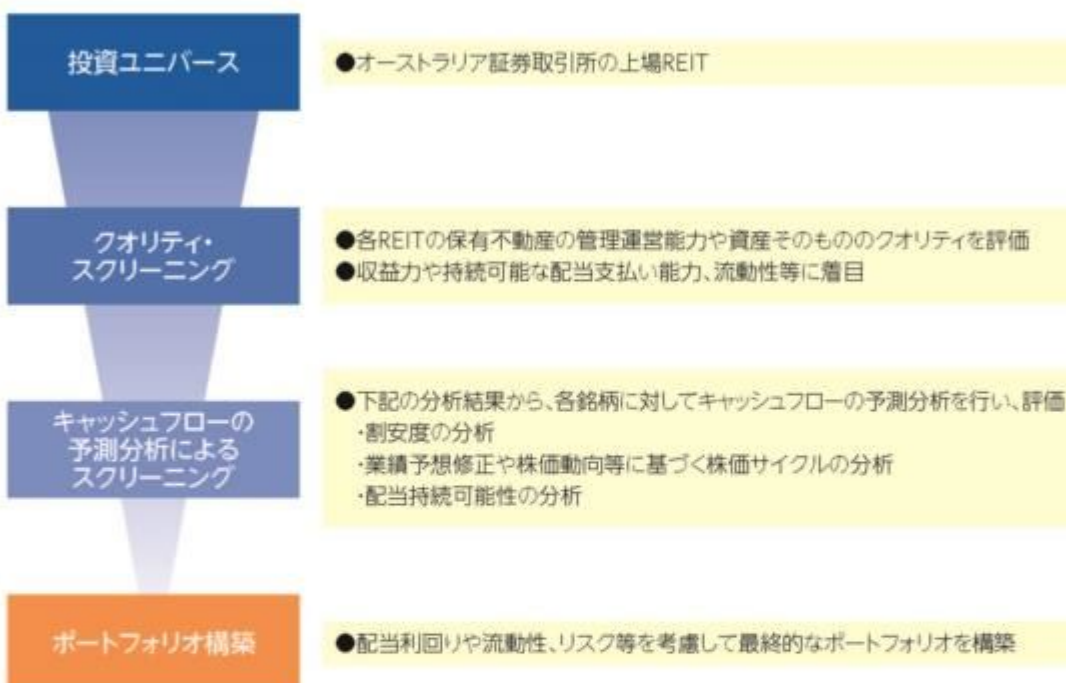 投資ユニバース
●オーストラリア証券取引所の上場REIT
クオリティ・
スクリーニング
●各REITの保有不動産の管理運営能力や資産そのもののクオリティを評価
●収益力や持続可能な配当支払い能力、流動性等に着目
キャッシュフローの
予測分析による
スクリーニング
●下記の分析結果から、各銘柄に対してキャッシュフローの予測分析を行い、評価
・割安度の分析
・業績予想修正や株価動向等に基づく株価サイクルの分析
・配当持続可能性の分析
ポートフォリオ構築
●配当利回りや流動性、リスク等を考慮して最終的なポートフォリオを構築